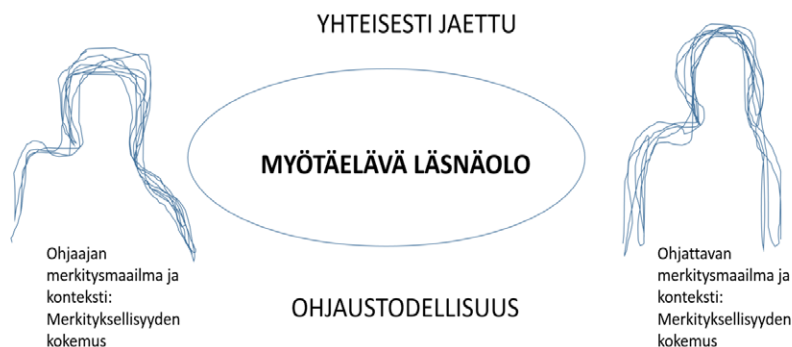 YHTEISESTI JAETTU
MYÖTÄELÄVÄ LÄSNÄOLO
Ohjaajan
merkitysmaailma ja
konteksti:
Merkityksellisyyden
kokemus
OHJAUSTODELLISUUS
Ohjattavan
merkitysmaailma ja
konteksti:
Merkityksellisyyden
kokemus